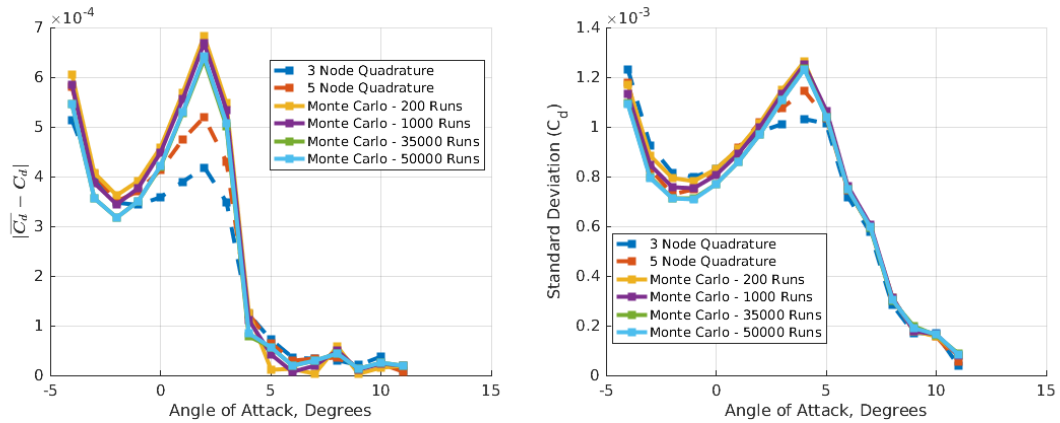 ×10⁻⁴
7
6
5
4
3
2
1
0
|C̅d − Cd|
3 Node Quadrature
5 Node Quadrature
Monte Carlo - 200 Runs
Monte Carlo - 1000 Runs
Monte Carlo - 35000 Runs
Monte Carlo - 50000 Runs
-5 0 5 10 15
Angle of Attack, Degrees
×10⁻³
1.4
1.2
1
0.8
0.6
0.4
0.2
0
Standard Deviation (Cd)
3 Node Quadrature
5 Node Quadrature
Monte Carlo - 200 Runs
Monte Carlo - 1000 Runs
Monte Carlo - 35000 Runs
Monte Carlo - 50000 Runs
-5 0 5 10 15
Angle of Attack, Degrees